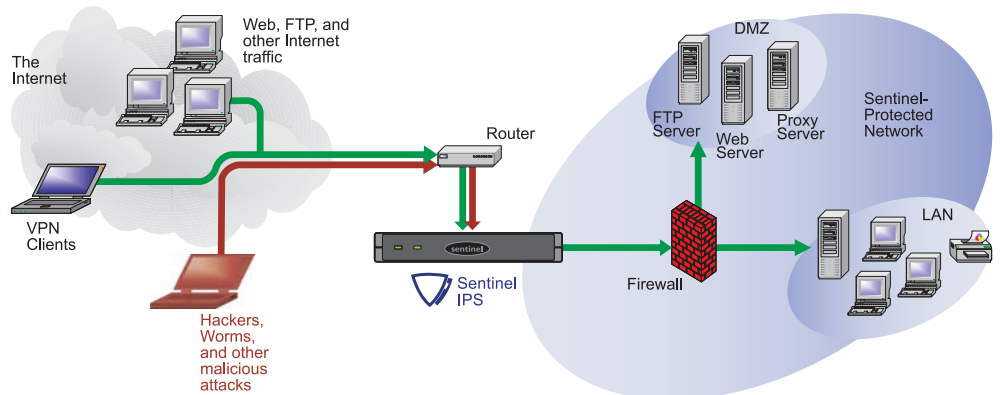 The
Internet
Web, FTP, and
other Internet
traffic
VPN
Clients
Hackers,
Worms,
and other
malicious
attacks
Router
sentinel
Sentinel
IPS
Firewall
DMZ
FTP
Server
Web
Server
Proxy
Server
Sentinel-
Protected
Network
LAN